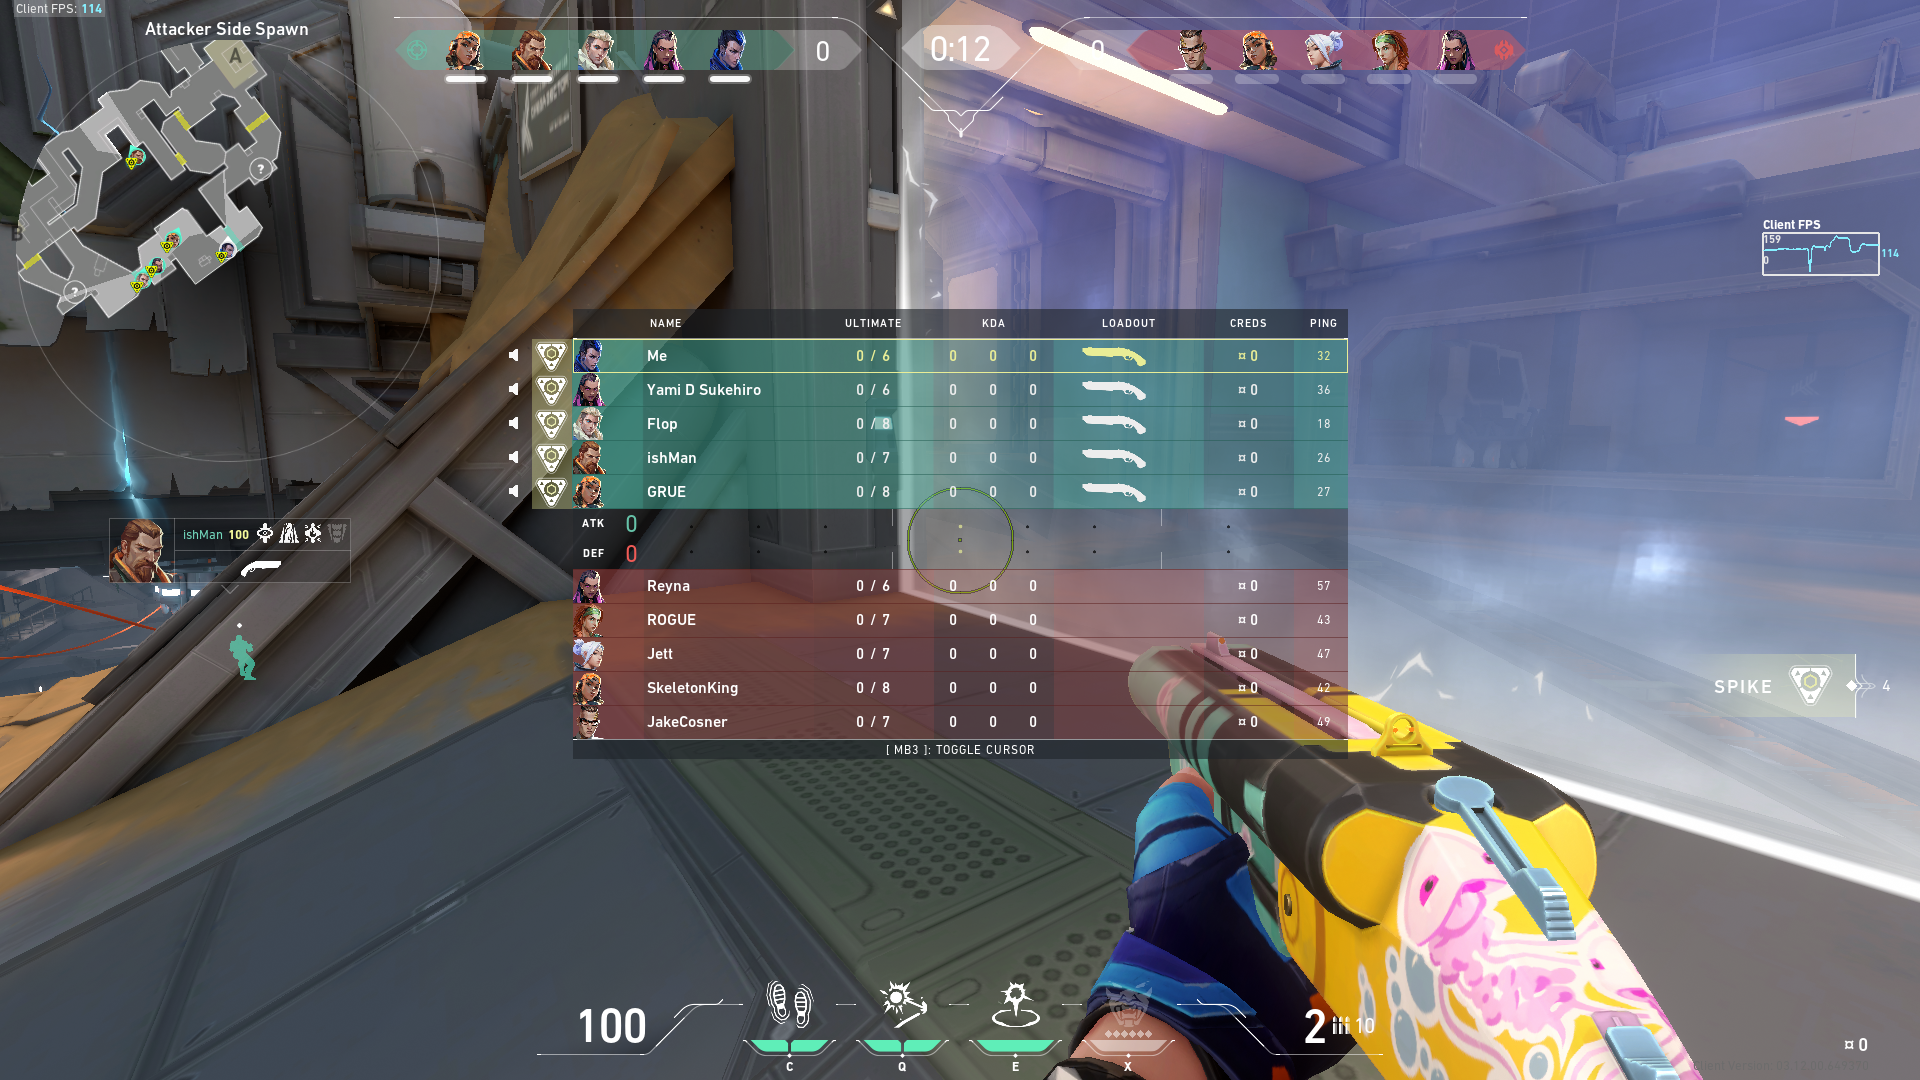 Client FPS: 114
Attacker Side Spawn
A
B
?
?
0
0:12
0
Client FPS
159
0
114
NAME ULTIMATE KDA LOADOUT CREDS PING
Me 0 / 6 0 0 0 ¤ 0 32
Yami D Sukehiro 0 / 6 0 0 0 ¤ 0 36
Flop 0 / 8 0 0 0 ¤ 0 18
ishMan 0 / 7 0 0 0 ¤ 0 26
GRUE 0 / 8 0 0 0 ¤ 0 27
ATK 0
DEF 0
Reyna 0 / 6 0 0 0 ¤ 0 57
ROGUE 0 / 7 0 0 0 ¤ 0 43
Jett 0 / 7 0 0 0 ¤ 0 47
SkeletonKing 0 / 8 0 0 0 ¤ 0 42
JakeCosner 0 / 7 0 0 0 ¤ 0 49
[ MB3 ]: TOGGLE CURSOR
ishMan 100
SPIKE 4
100
C
Q
E
X
2 10
¤ 0